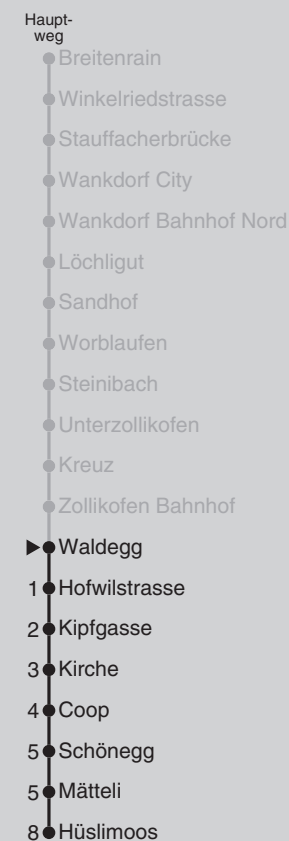 Haupt-
weg
Breitenrain
Winkelriedstrasse
Stauffacherbrücke
Wankdorf City
Wankdorf Bahnhof Nord
Löchligut
Sandhof
Worblaufen
Steinibach
Unterzollikofen
Kreuz
Zollikofen Bahnhof
Waldegg
1 Hofwilstrasse
2 Kipfgasse
3 Kirche
4 Coop
5 Schönegg
5 Mätteli
8 Hüslimoos